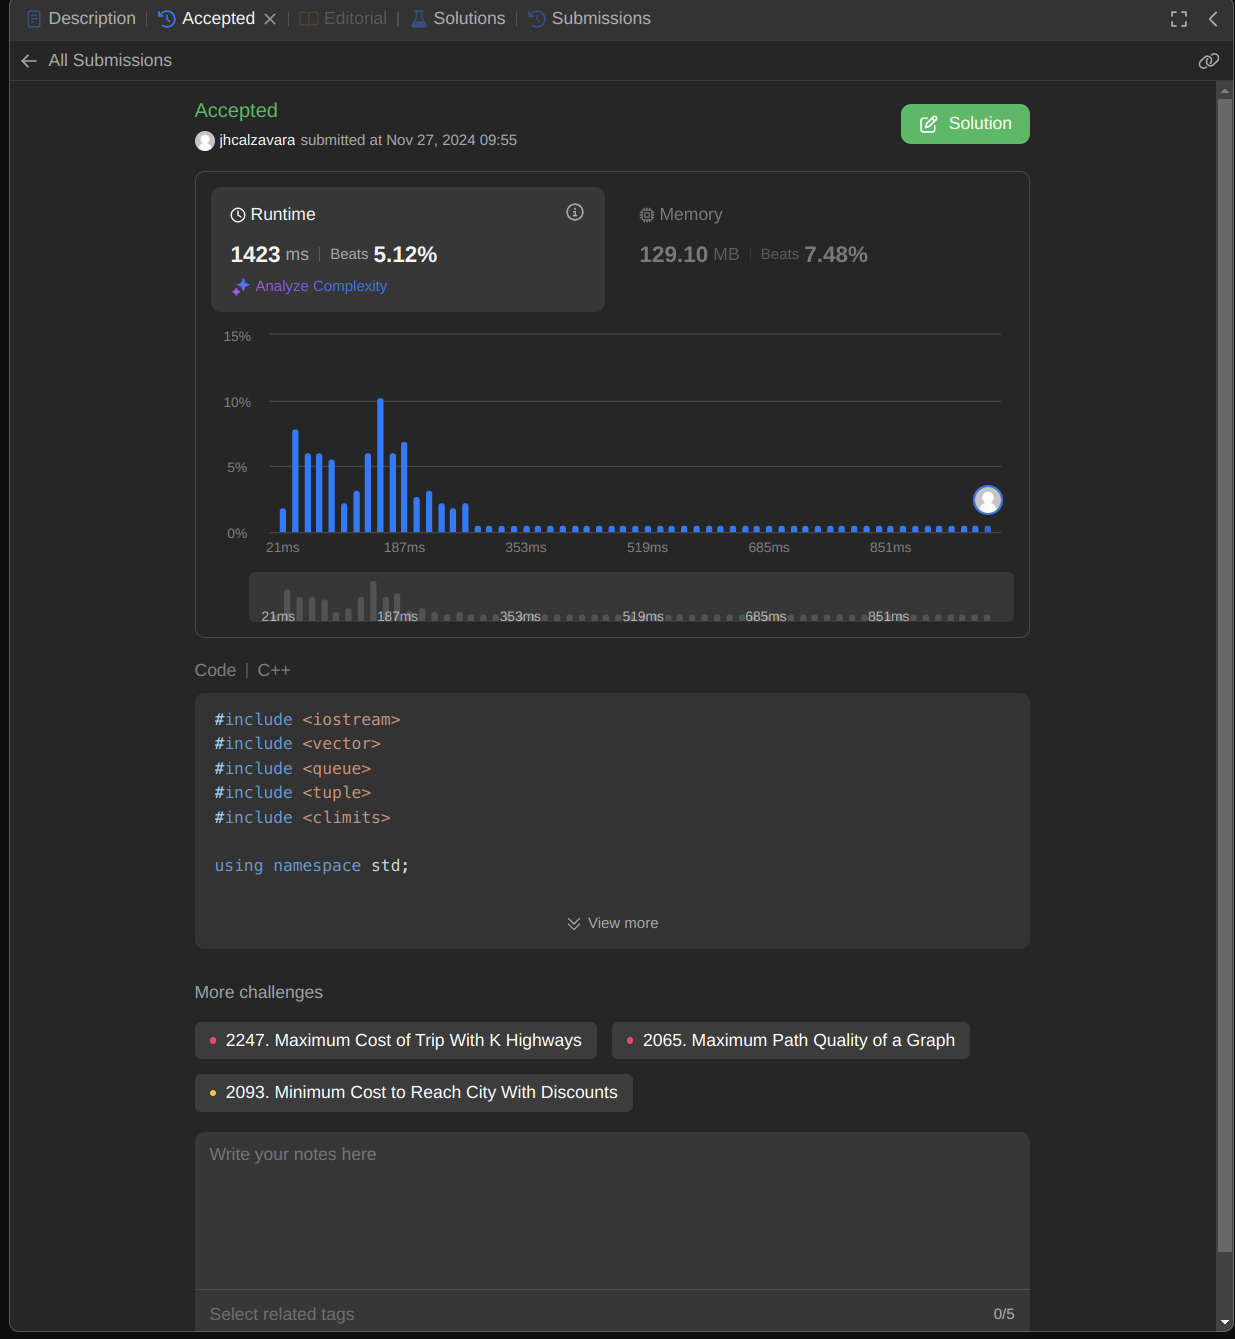 Description | Accepted | Editorial | Solutions | Submissions
All Submissions
Accepted
jhcalzavara submitted at Nov 27, 2024 09:55
Solution
Runtime
1423 ms | Beats 5.12%
Analyze Complexity
Memory
129.10 MB | Beats 7.48%
15%
10%
5%
0%
21ms 187ms 353ms 519ms 685ms 851ms
21ms 187ms 353ms 519ms 685ms 851ms
Code | C++
#include <iostream>
#include <vector>
#include <queue>
#include <tuple>
#include <climits>
using namespace std;
View more
More challenges
2247. Maximum Cost of Trip With K Highways
2065. Maximum Path Quality of a Graph
2093. Minimum Cost to Reach City With Discounts
Write your notes here
Select related tags
0/5